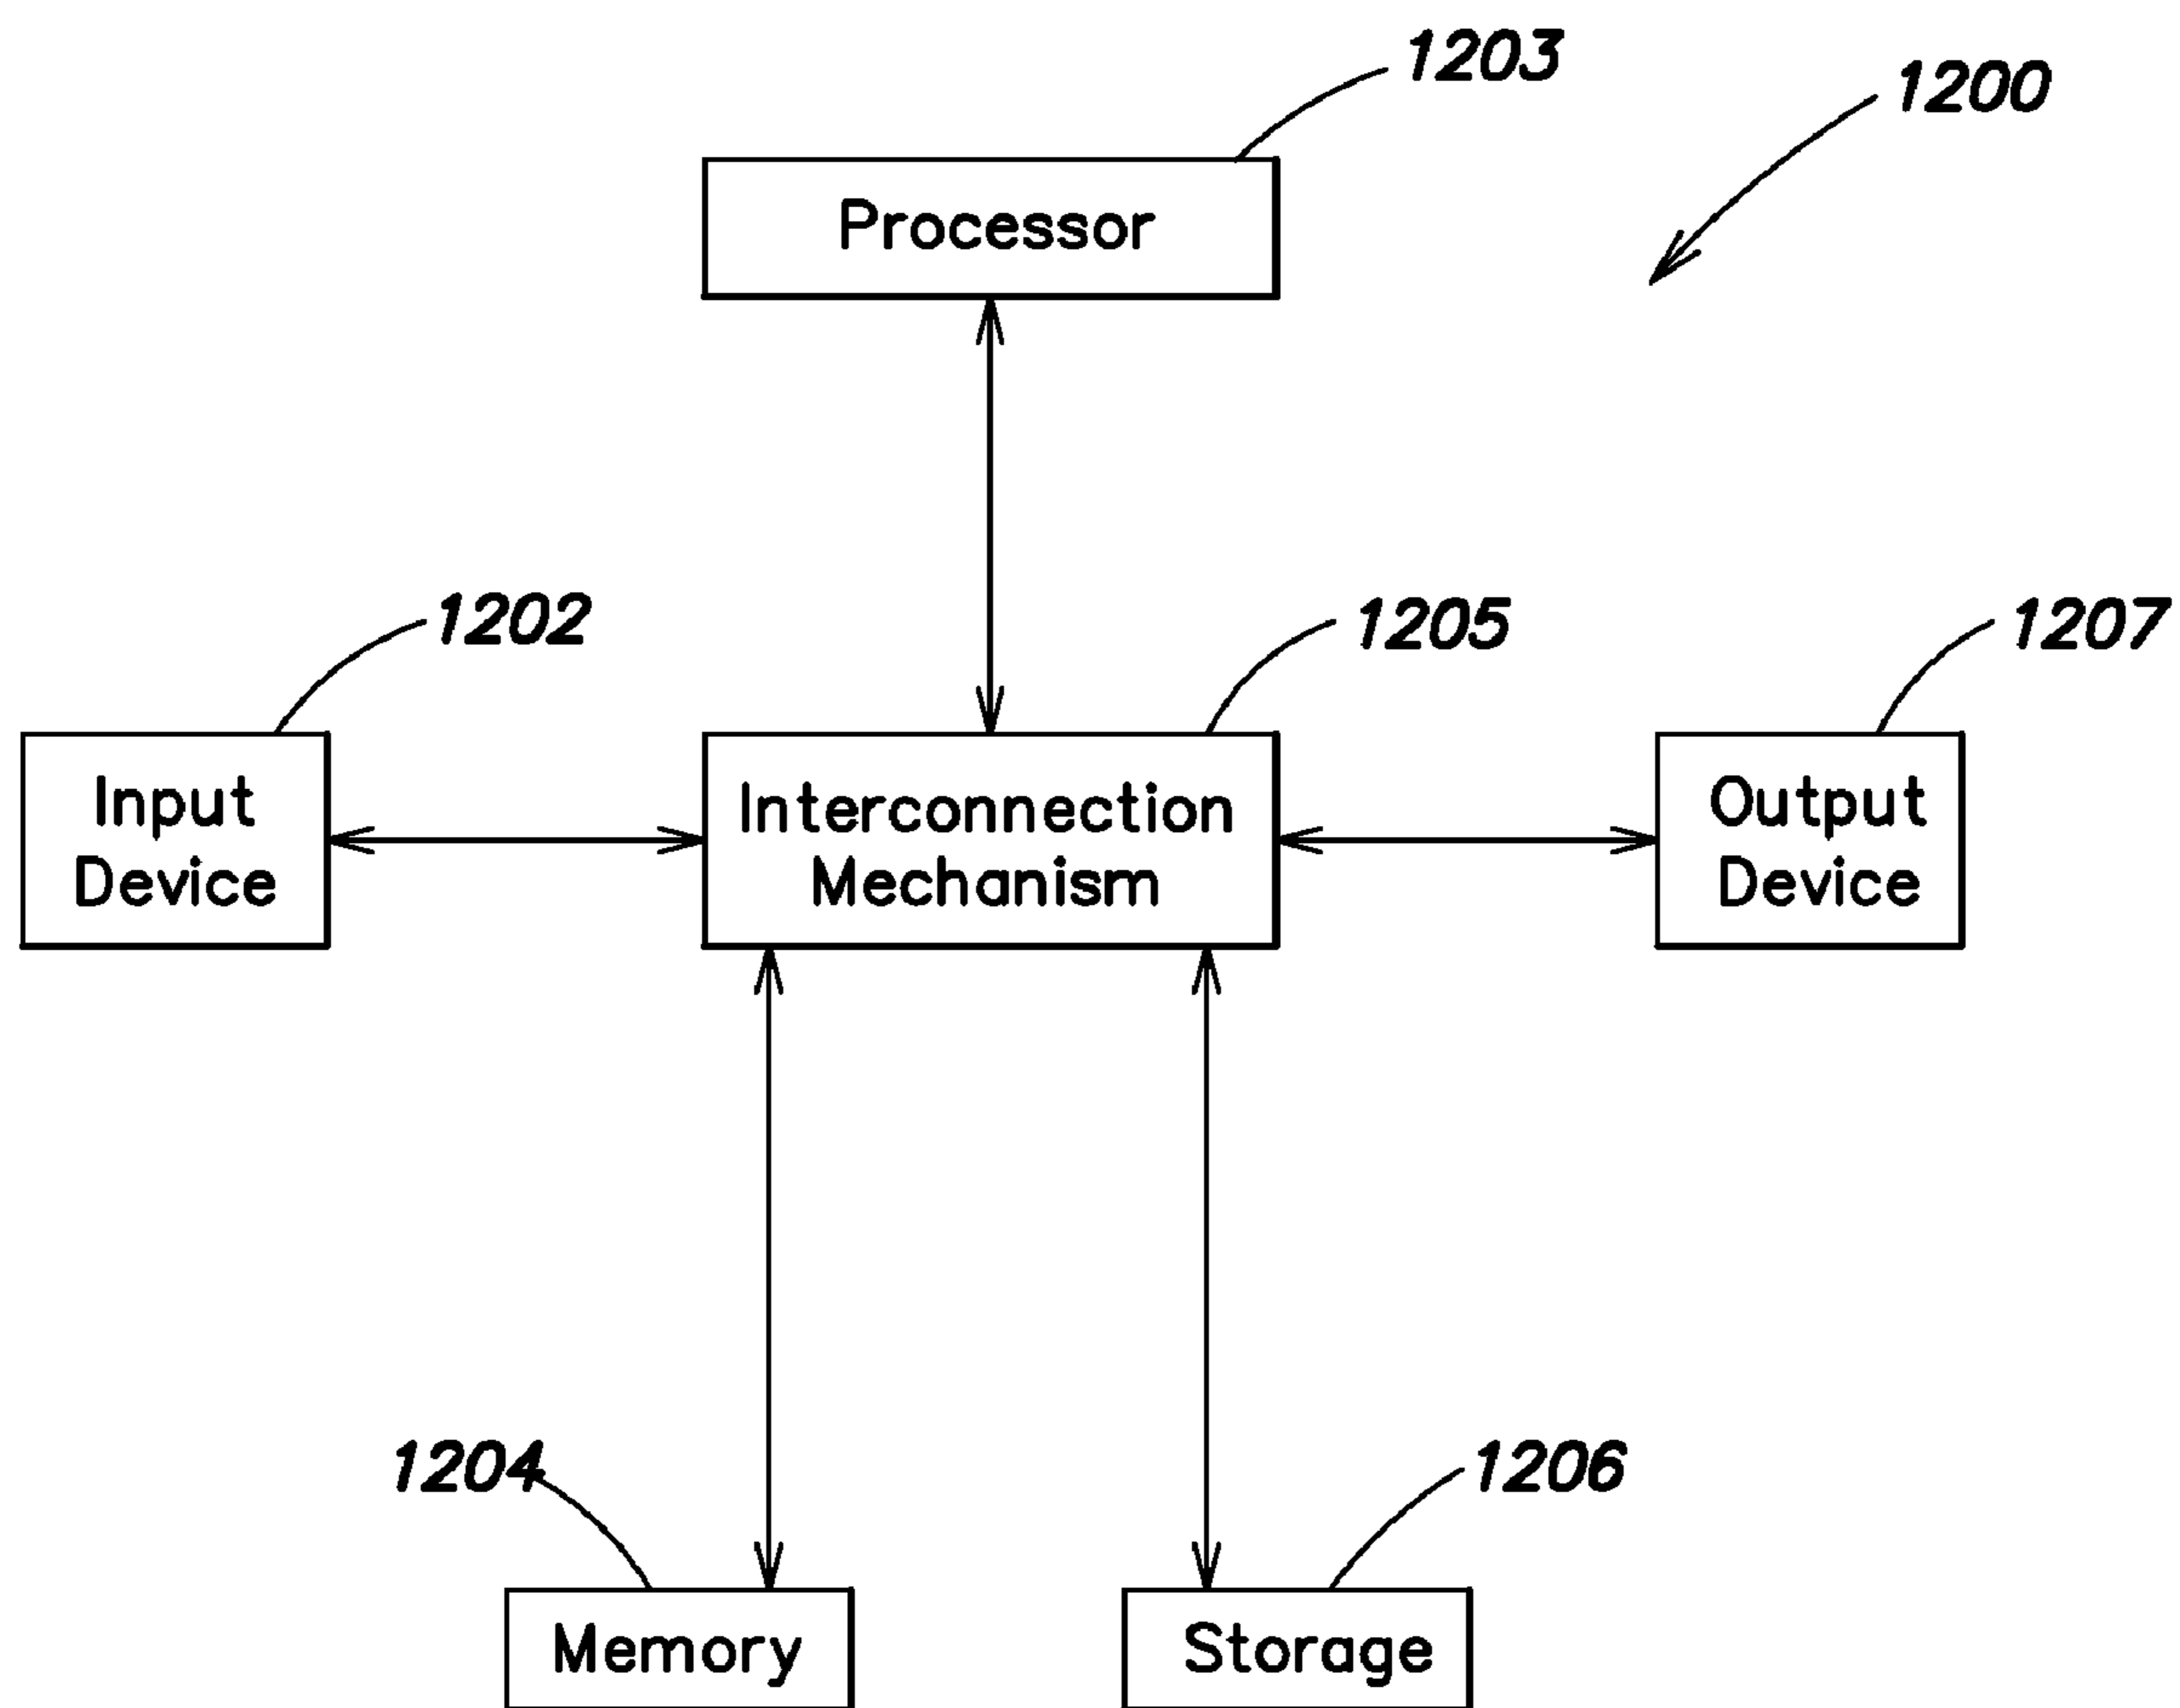 1203
1200
Processor
1202
1205
1207
Input
Device
Interconnection
Mechanism
Output
Device
1204
1206
Memory
Storage